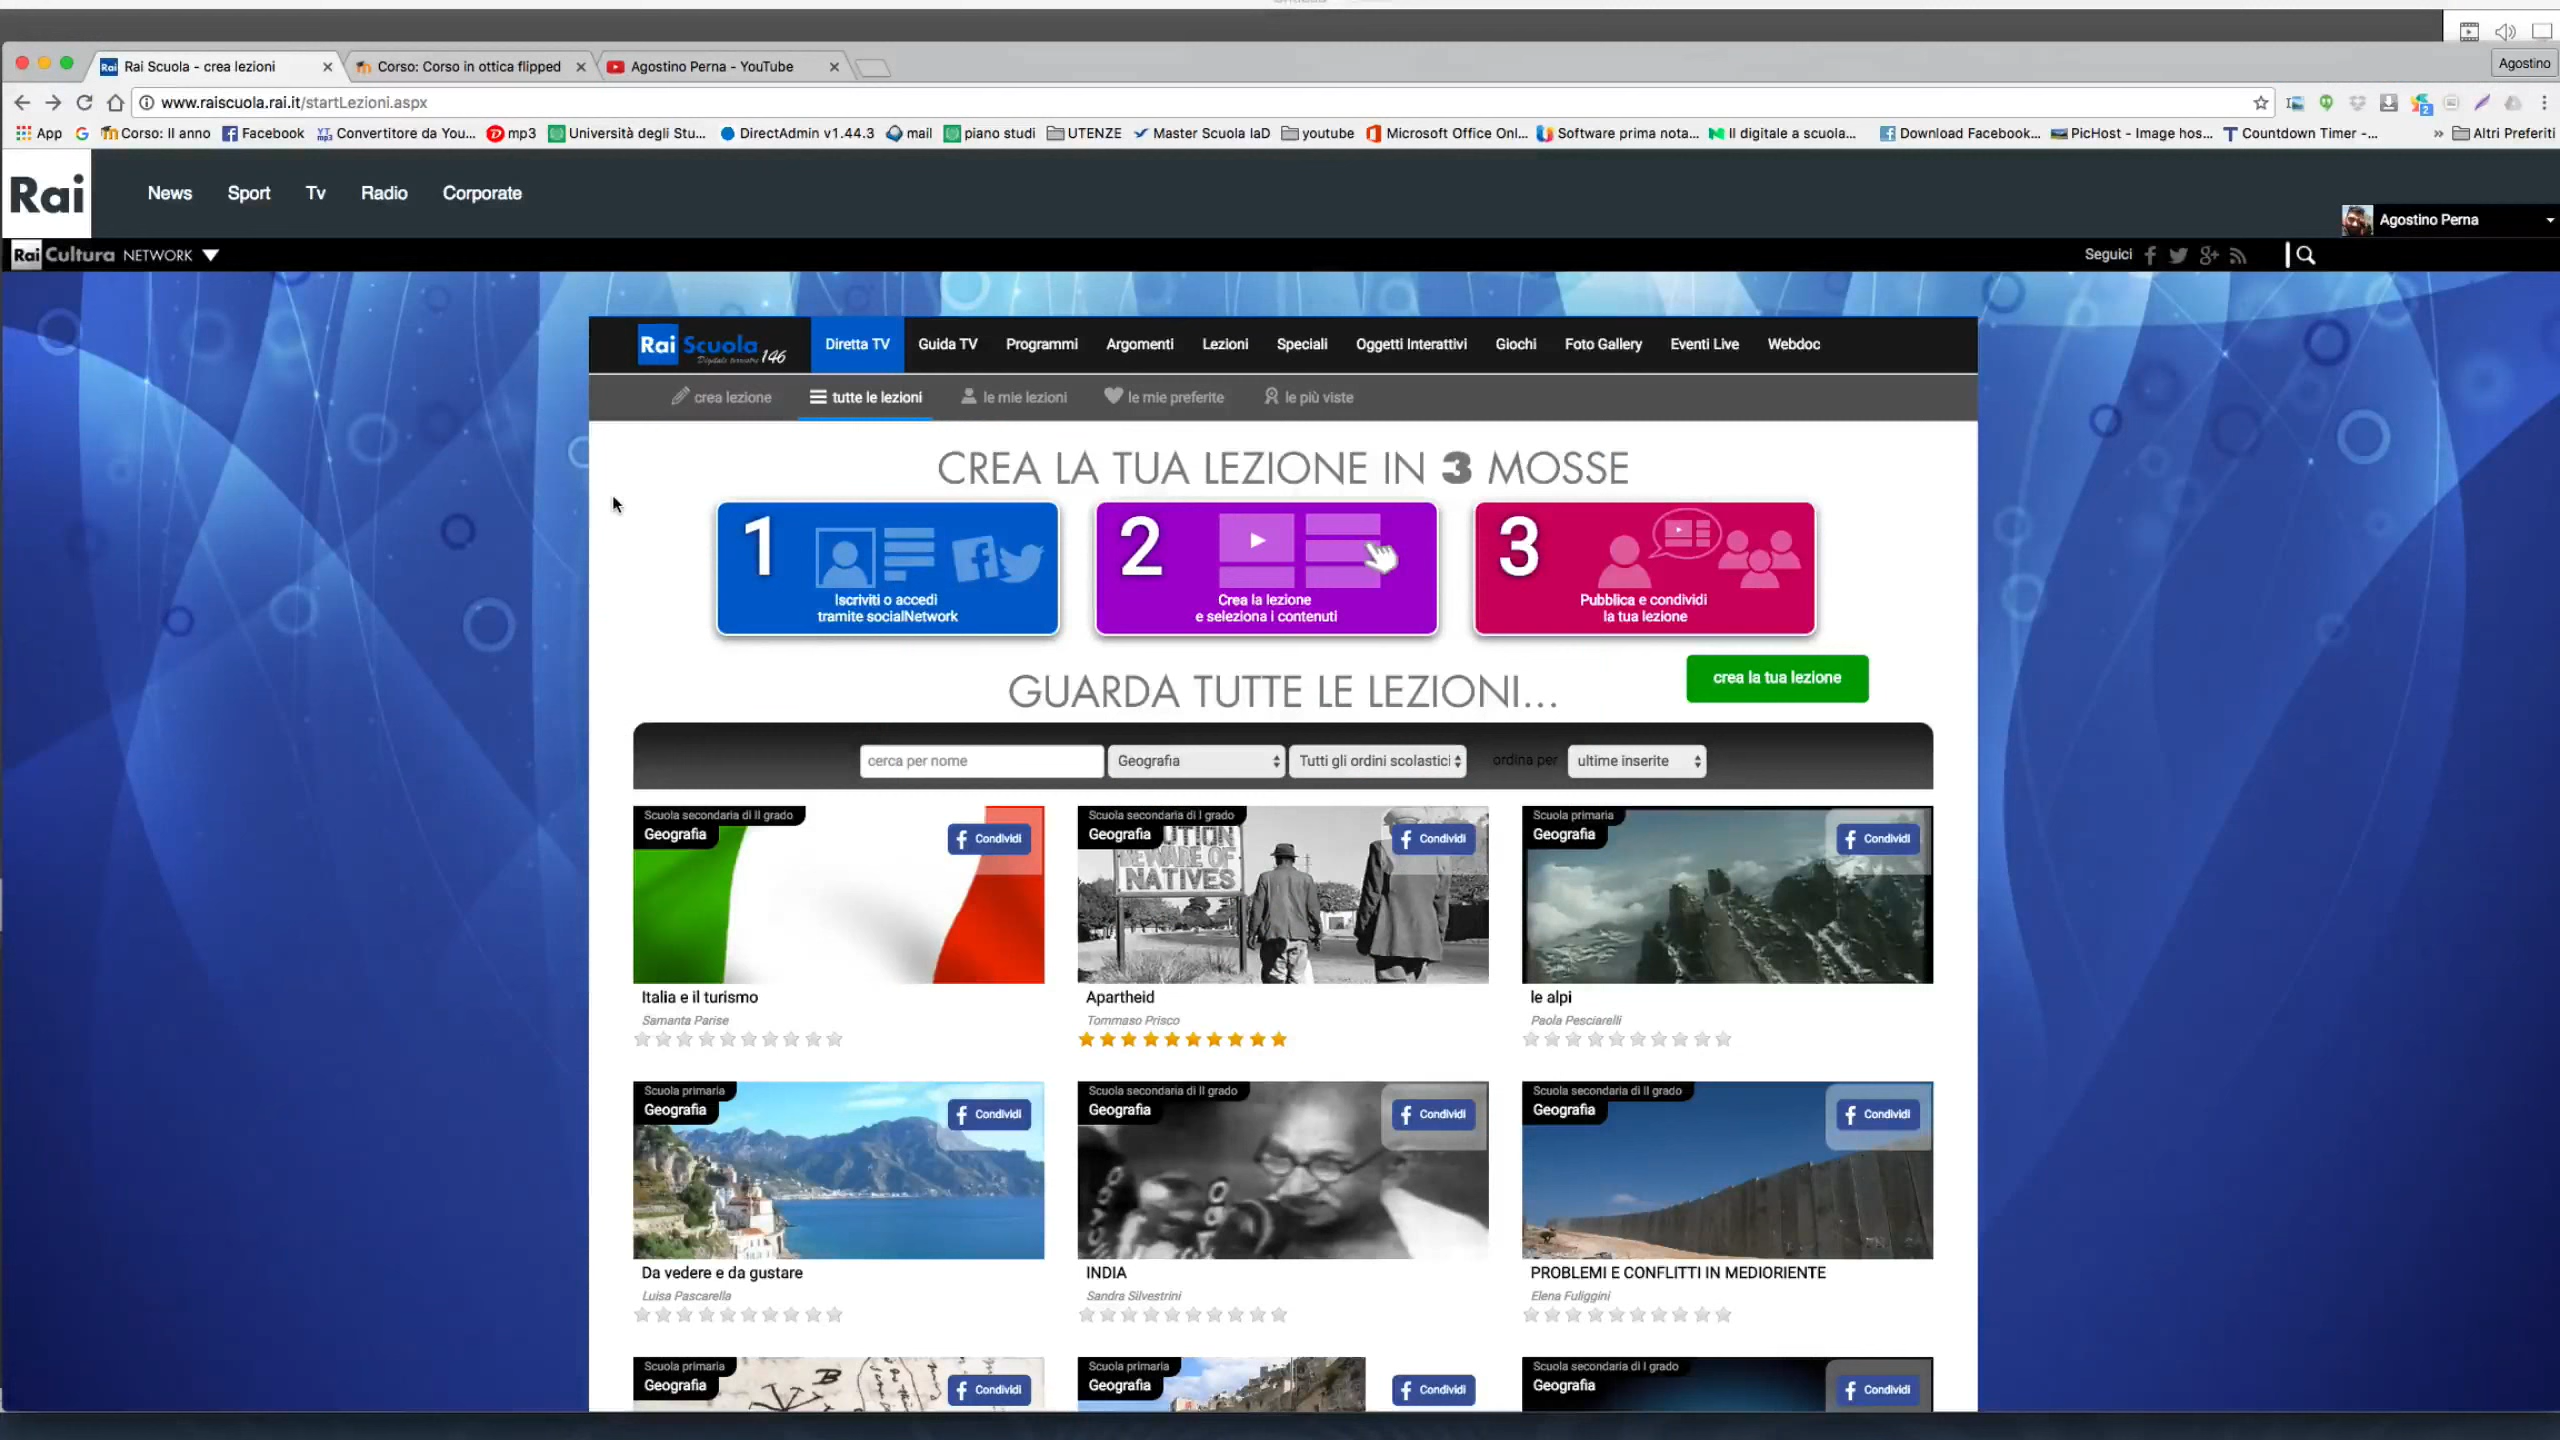 Rai Scuola - crea lezioni
Corso: Corso in ottica flipped
Agostino Perna - YouTube
Agostino
www.raiscuola.rai.it/startLezioni.aspx
App
Corso: II anno
Facebook
Convertitore da You...
mp3
Università degli Stu...
DirectAdmin v1.44.3
mail
piano studi
UTENZE
Master Scuola IaD
youtube
Microsoft Office Onl...
Software prima nota...
Il digitale a scuola...
Download Facebook...
PicHost - Image hos...
Countdown Timer -...
»
Altri Preferiti
Rai
News Sport Tv Radio Corporate
Agostino Perna
Rai Cultura NETWORK
Seguici
Rai Scuola
Digitale terrestre 146
Diretta TV Guida TV Programmi Argomenti Lezioni Speciali Oggetti Interattivi Giochi Foto Gallery Eventi Live Webdoc
crea lezione tutte le lezioni le mie lezioni le mie preferite le più viste
CREA LA TUA LEZIONE IN 3 MOSSE
1
Iscriviti o accedi
tramite socialNetwork
2
Crea la lezione
e seleziona i contenuti
3
Pubblica e condividi
la tua lezione
crea la tua lezione
GUARDA TUTTE LE LEZIONI...
cerca per nome
Geografia
Tutti gli ordini scolastici
ordina per
ultime inserite
Scuola secondaria di II grado
Geografia
Condividi
Italia e il turismo
Samanta Parise
Scuola secondaria di I grado
Geografia
Condividi
BEWARE OF
NATIVES
Apartheid
Tommaso Prisco
Scuola primaria
Geografia
Condividi
le alpi
Paola Pesciarelli
Scuola primaria
Geografia
Condividi
Da vedere e da gustare
Luisa Pascarella
Scuola secondaria di II grado
Geografia
Condividi
INDIA
Sandra Silvestrini
Scuola secondaria di II grado
Geografia
Condividi
PROBLEMI E CONFLITTI IN MEDIORIENTE
Elena Fuliggini
Scuola primaria
Geografia
Condividi
Scuola primaria
Geografia
Condividi
Scuola secondaria di I grado
Geografia
Condividi